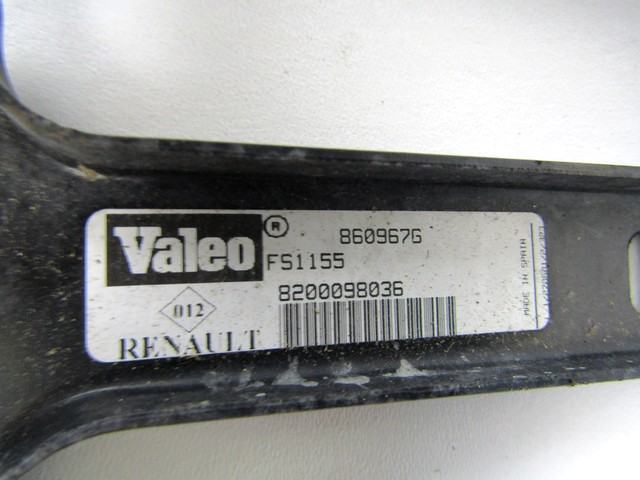 Valeo® 860967G
FS1155
8200098036
012
RENAULT
MADE IN SPAIN